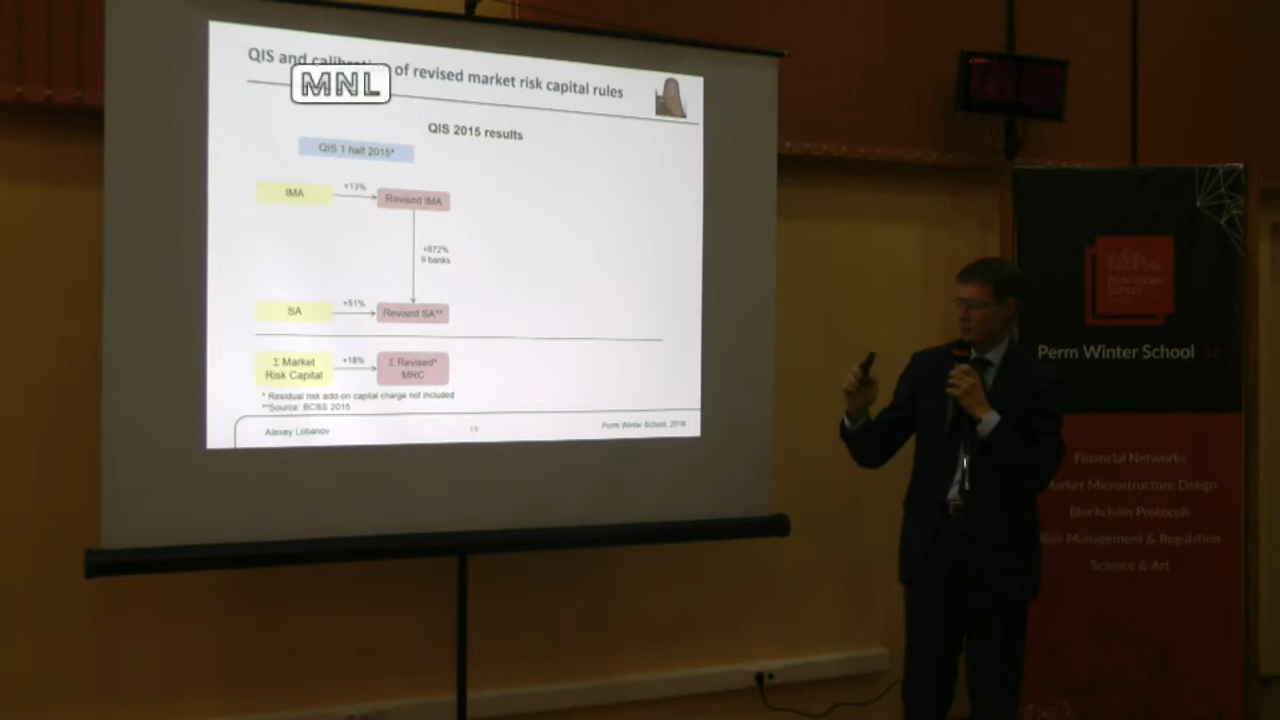 QIS and of revised market risk capital rules
MNL
QIS 2015 results
QIS 1 half 2015*
IMA
+13%
Revised IMA
+872%
9 banks
SA
+51%
Revised SA**
Σ Market
Risk Capital
+18%
Σ Revised*
MRC
* Residual risk add-on capital charge not included
**Source: BCBS 2015
Alexey Lobanov
19
Perm Winter School, 2016
Perm Winter School
Financial Networks
Market Microstructure Design
Blockchain Protocols
Risk Management & Regulation
Science & Art